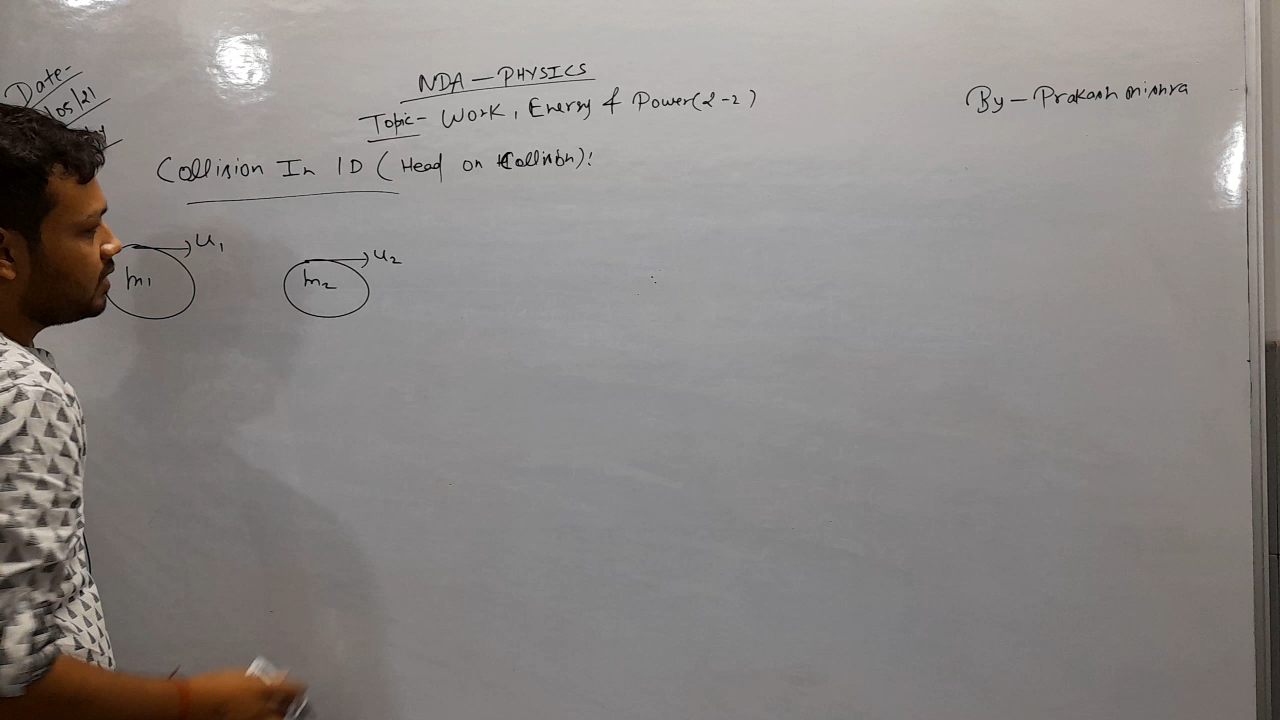 Date-
/05/21
NDA - PHYSICS
Topic- Work, Energy & Power(2-2)
By - Prakash mishra
Collision In 1D (Head on Collision):
m1 u1
m2 u2